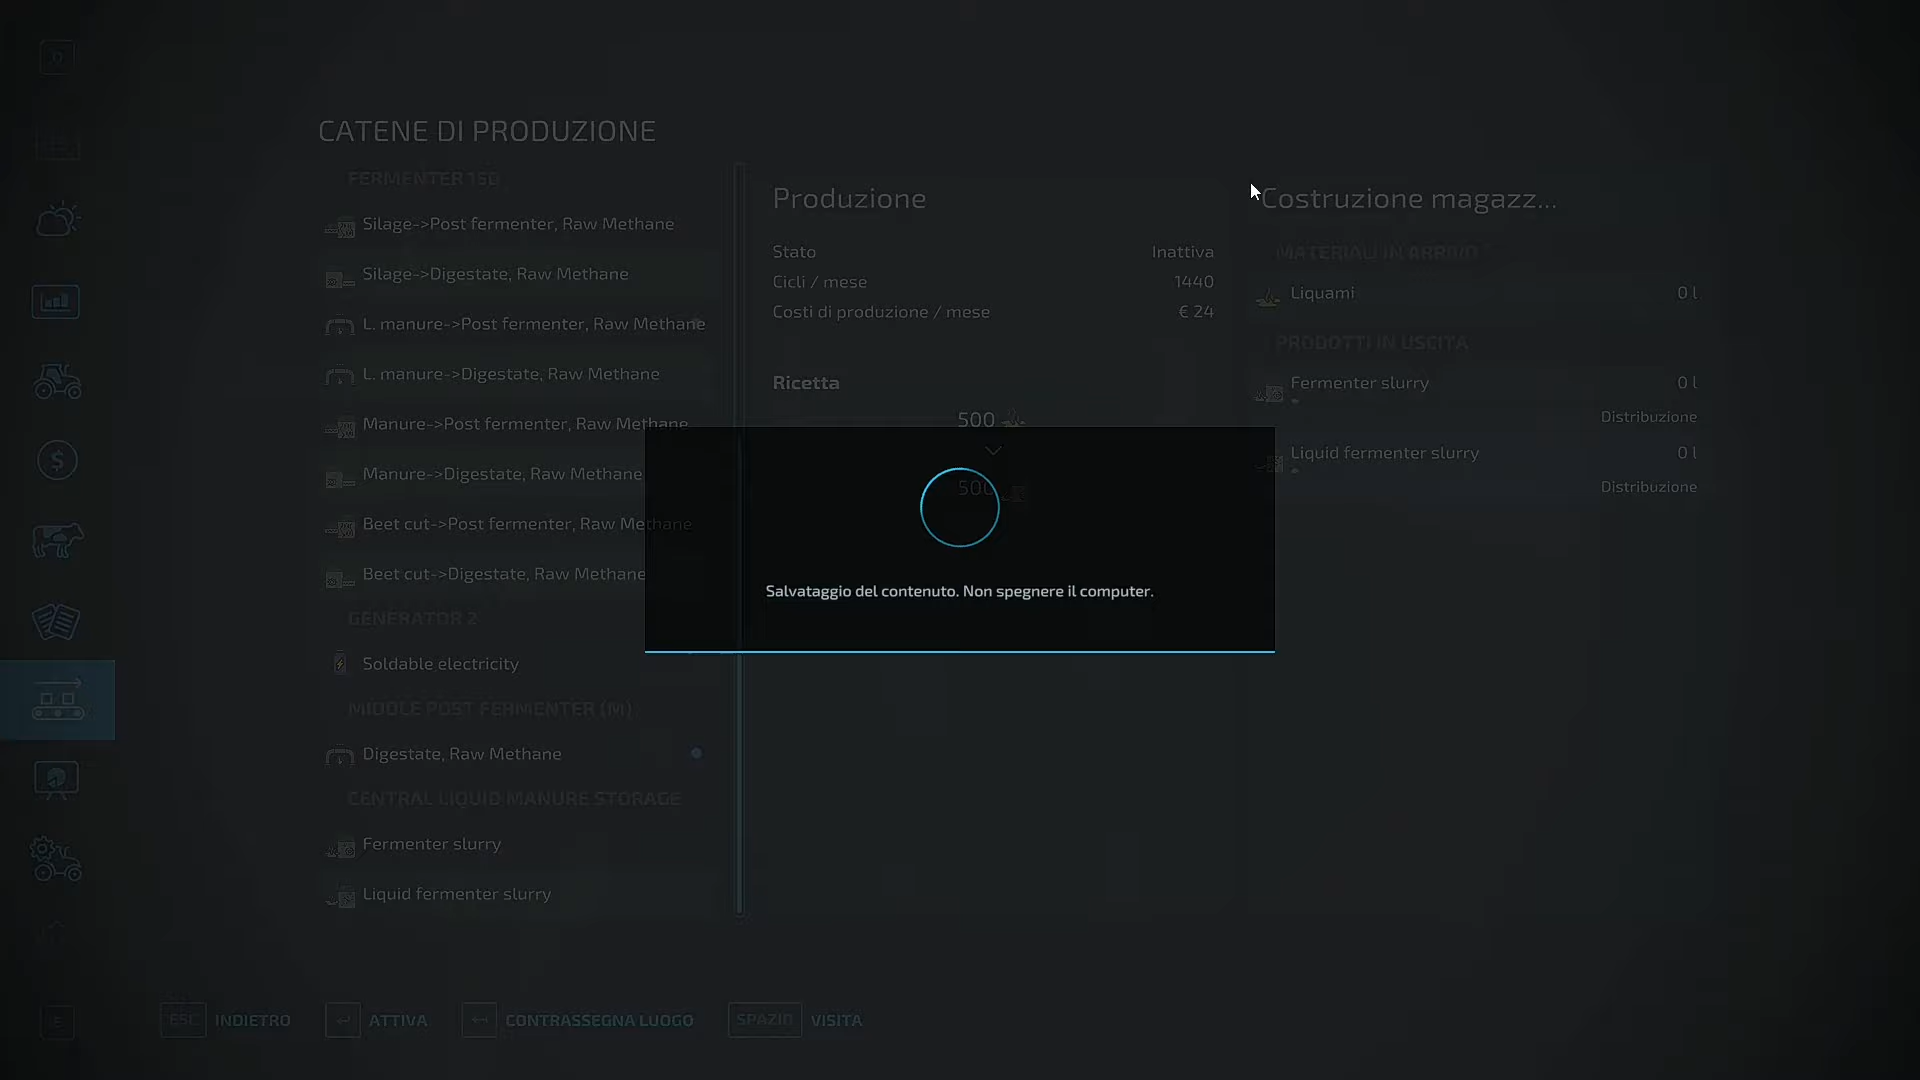 Q
CATENE DI PRODUZIONE
FERMENTER 150
Silage->Post fermenter, Raw Methane
Silage->Digestate, Raw Methane
L. manure->Post fermenter, Raw Methane
L. manure->Digestate, Raw Methane
Manure->Post fermenter, Raw Methane
Manure->Digestate, Raw Methane
Beet cut->Post fermenter, Raw Methane
Beet cut->Digestate, Raw Methane
GENERATOR 2
Soldable electricity
MIDDLE POST FERMENTER (M)
Digestate, Raw Methane
CENTRAL LIQUID MANURE STORAGE
Fermenter slurry
Liquid fermenter slurry
Produzione
Stato Inattiva
Cicli / mese 1440
Costi di produzione / mese € 24
Ricetta
500
500
Costruzione magazz...
MATERIALI IN ARRIVO
Liquami 0 l
PRODOTTI IN USCITA
Fermenter slurry 0 l
Distribuzione
Liquid fermenter slurry 0 l
Distribuzione
Salvataggio del contenuto. Non spegnere il computer.
E
ESC INDIETRO ATTIVA CONTRASSEGNA LUOGO SPAZIO VISITA